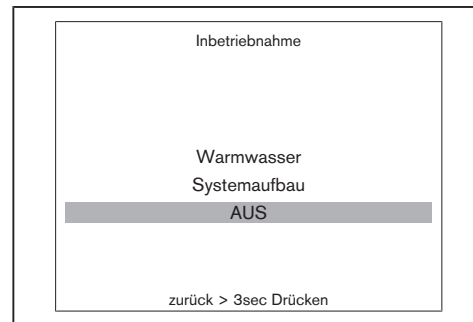 Inbetriebnahme
Warmwasser
Systemaufbau
AUS
zurück > 3sec Drücken